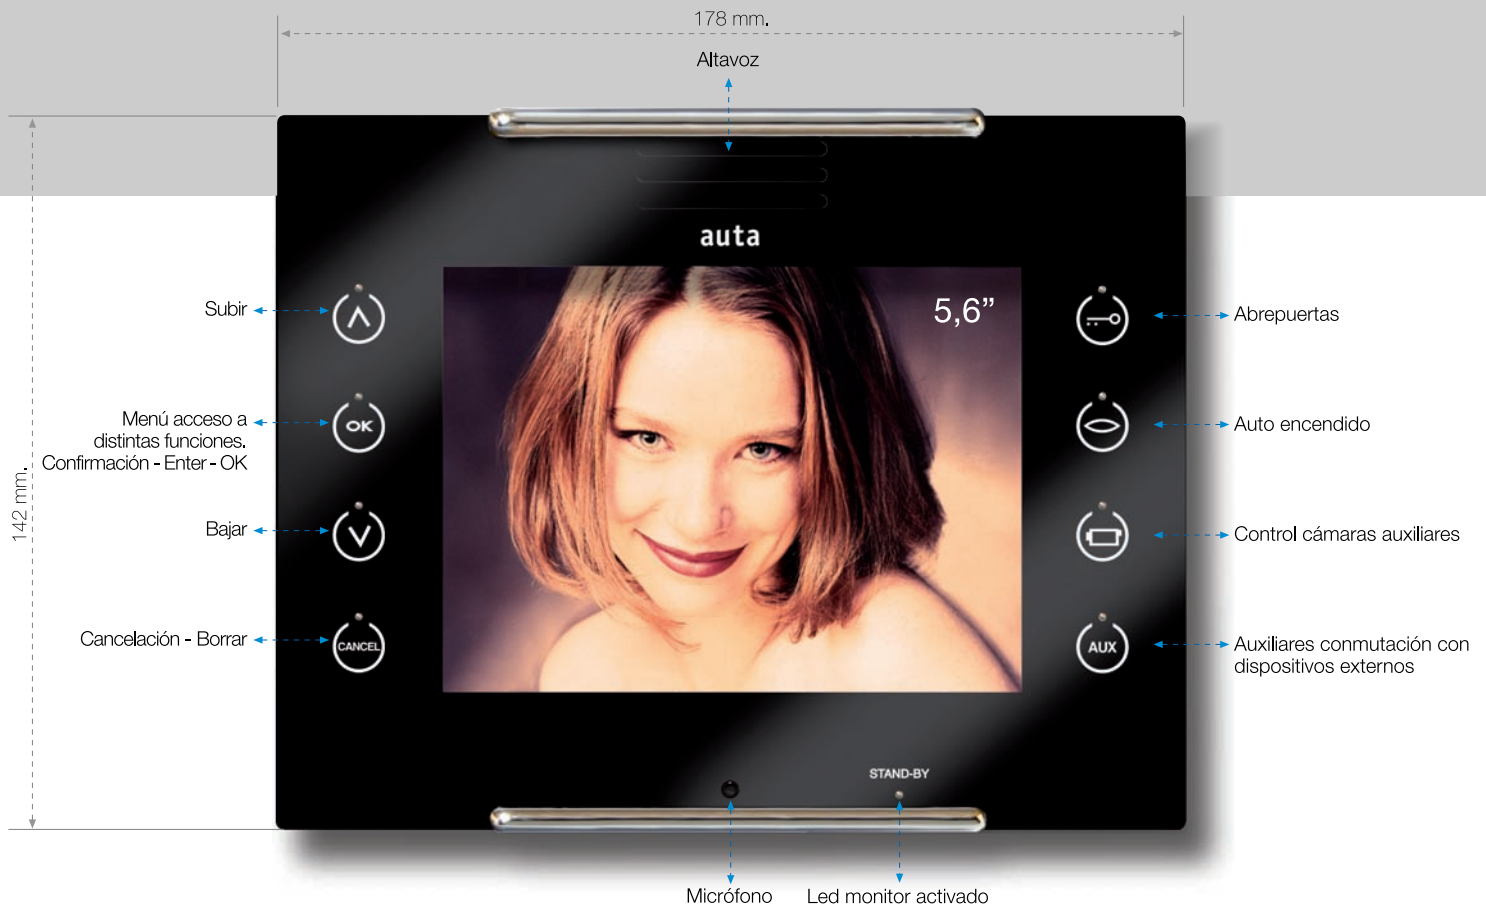 178 mm.
Altavoz
auta
5,6”
Subir
Abrepuertas
Menú acceso a
distintas funciones.
Confirmación - Enter - OK
OK
Auto encendido
142 mm.
Bajar
Control cámaras auxiliares
Cancelación - Borrar
CANCEL
AUX
Auxiliares conmutación con
dispositivos externos
STAND-BY
Micrófono
Led monitor activado